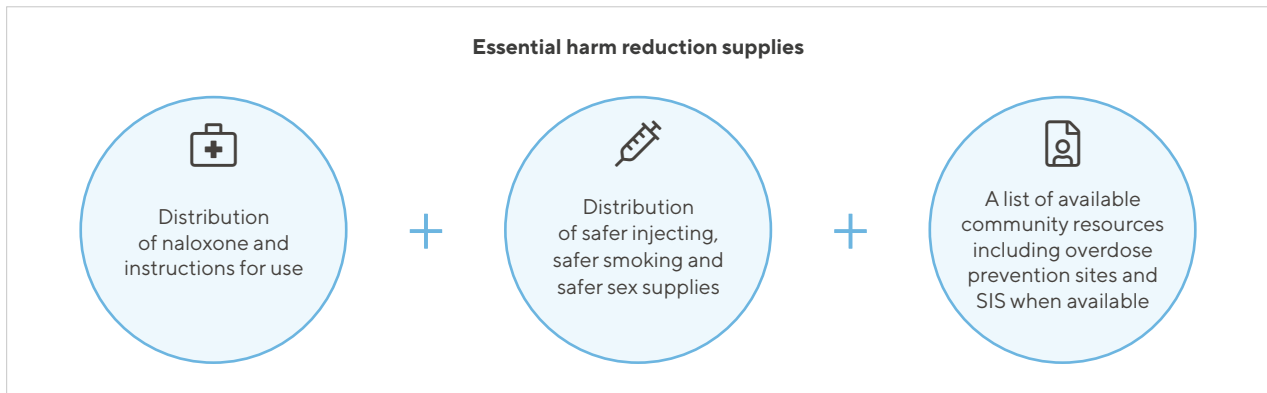 Essential harm reduction supplies
Distribution
of naloxone and
instructions for use
+
Distribution
of safer injecting,
safer smoking and
safer sex supplies
+
A list of available
community resources
including overdose
prevention sites and
SIS when available